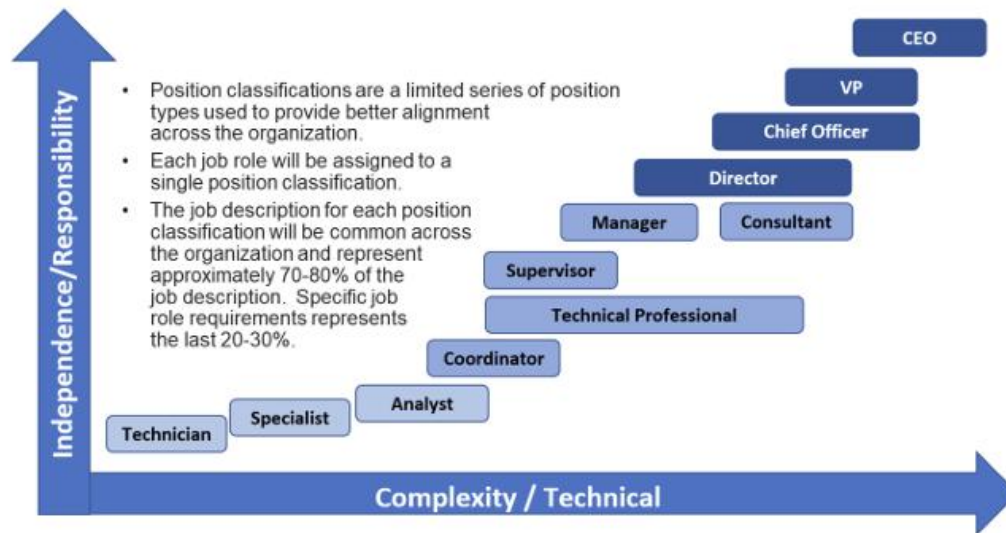 CEO
VP
Chief Officer
Director
Manager
Consultant
Supervisor
Technical Professional
Coordinator
Analyst
Specialist
Technician
• Position classifications are a limited series of position
types used to provide better alignment
across the organization.
• Each job role will be assigned to a
single position classification.
• The job description for each position
classification will be common across
the organization and represent
approximately 70-80% of the
job description.  Specific job
role requirements represents
the last 20-30%.
Independence/Responsibility
Complexity / Technical